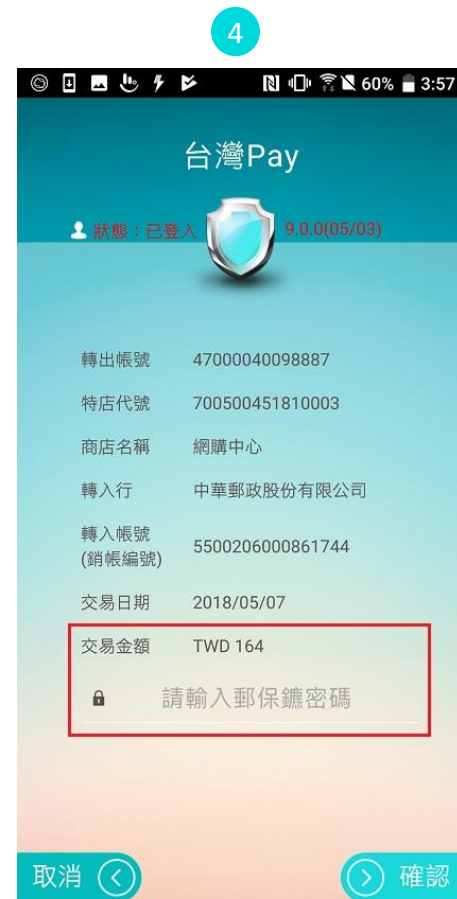 4
60% 3:57
台灣Pay
狀態：已登入 9.0.0(05/03)
轉出帳號 47000040098887
特店代號 700500451810003
商店名稱 網購中心
轉入行 中華郵政股份有限公司
轉入帳號
(銷帳編號) 5500206000861744
交易日期 2018/05/07
交易金額 TWD 164
請輸入郵保鑣密碼
取消 確認